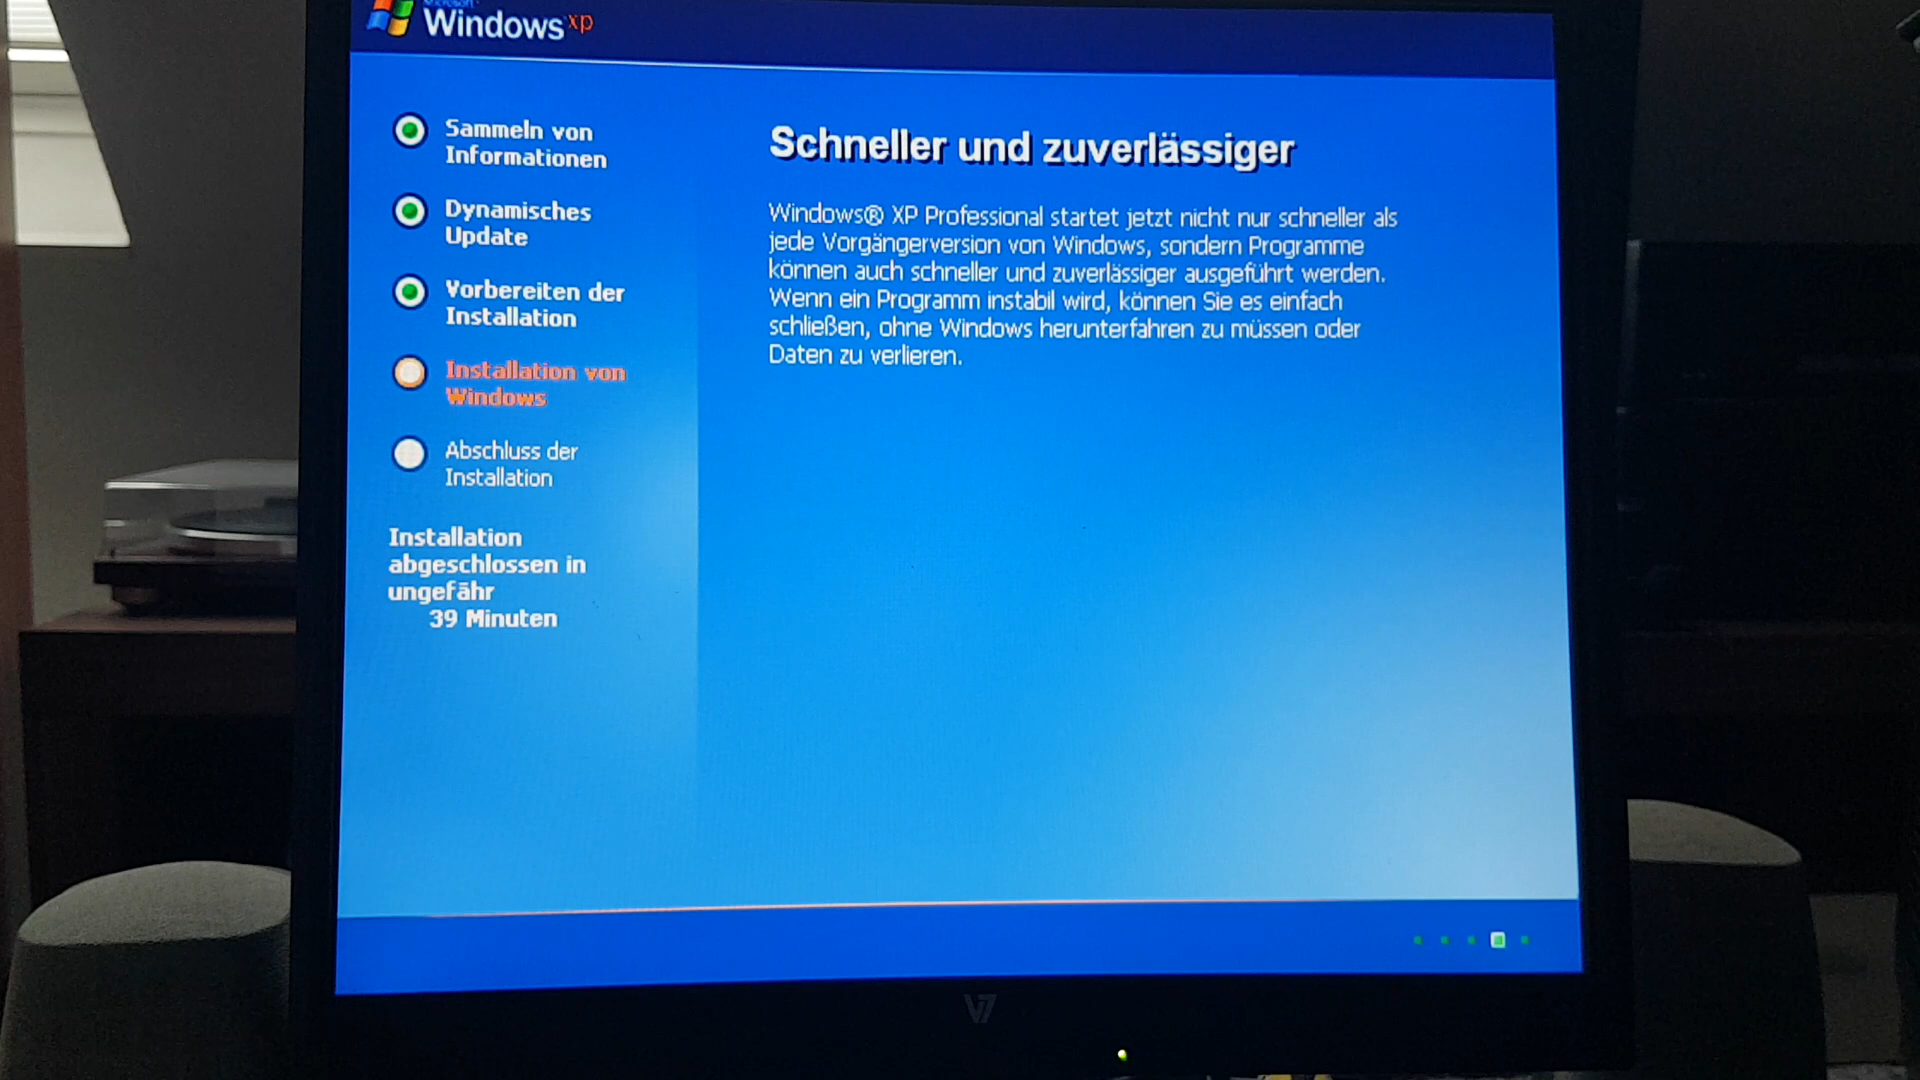 Microsoft
Windows xp
Sammeln von
Informationen
Dynamisches
Update
Vorbereiten der
Installation
Installation von
Windows
Abschluss der
Installation
Installation
abgeschlossen in
ungefähr
39 Minuten
Schneller und zuverlässiger
Windows® XP Professional startet jetzt nicht nur schneller als
jede Vorgängerversion von Windows, sondern Programme
können auch schneller und zuverlässiger ausgeführt werden.
Wenn ein Programm instabil wird, können Sie es einfach
schließen, ohne Windows herunterfahren zu müssen oder
Daten zu verlieren.
V7